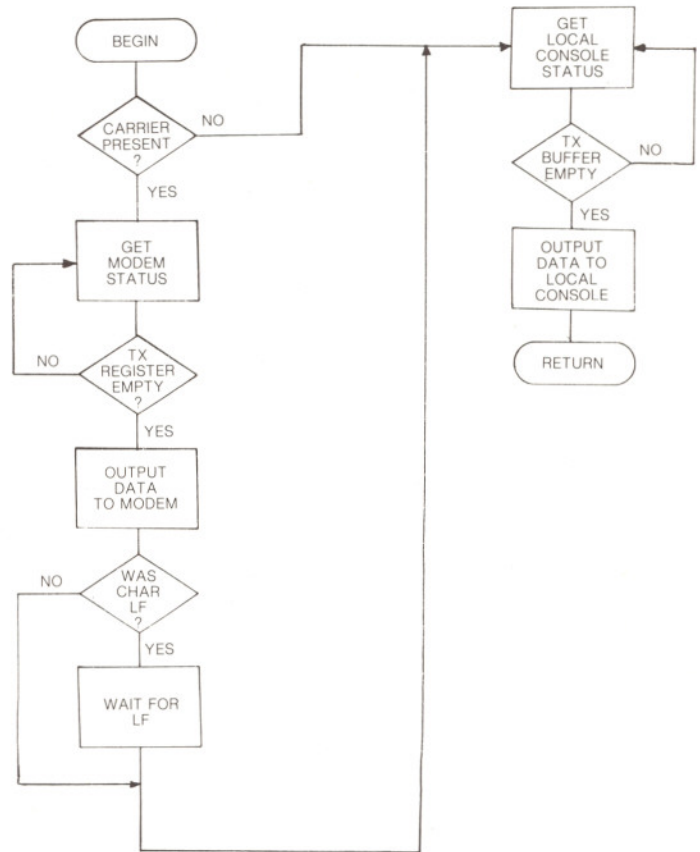 BEGIN
CARRIER
PRESENT
?
NO
YES
GET
MODEM
STATUS
NO
TX
REGISTER
EMPTY
?
YES
OUTPUT
DATA
TO MODEM
NO
WAS
CHAR
LF
?
YES
WAIT FOR
LF
GET
LOCAL
CONSOLE
STATUS
TX
BUFFER
EMPTY
NO
YES
OUTPUT
DATA TO
LOCAL
CONSOLE
RETURN